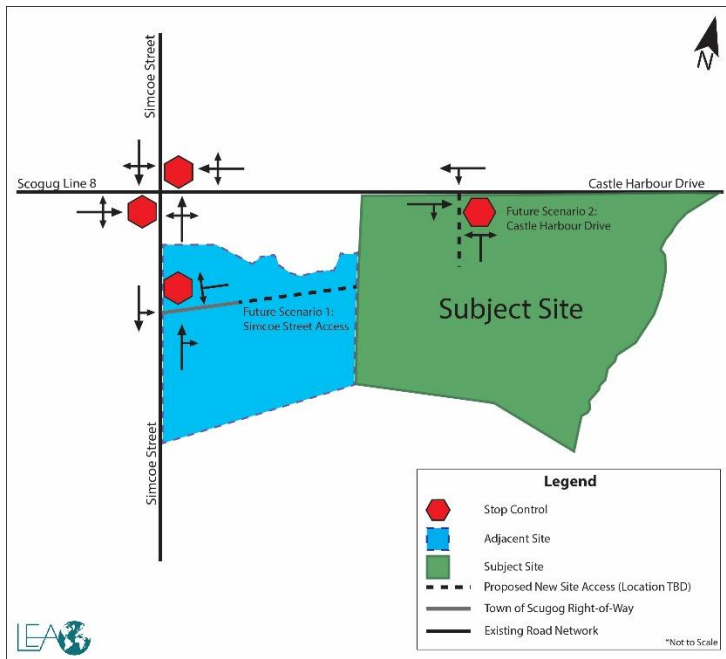 Simcoe Street
N
Scogug Line 8
Castle Harbour Drive
Future Scenario 2:
Castle Harbour Drive
Future Scenario 1:
Simcoe Street Access
Subject Site
Simcoe Street
Legend
Stop Control
Adjacent Site
Subject Site
Proposed New Site Access (Location TBD)
Town of Scugog Right-of-Way
Existing Road Network
*Not to Scale
LEA